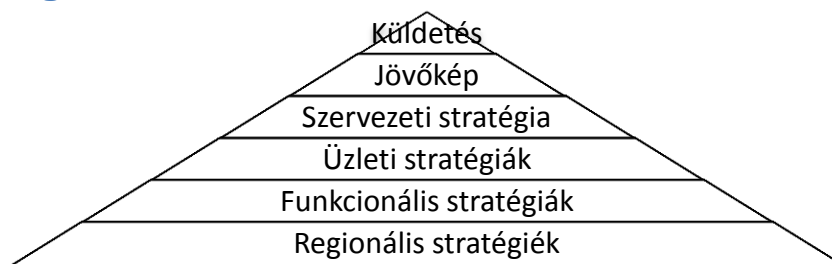 Küldetés
Jövőkép
Szervezeti stratégia
Üzleti stratégiák
Funkcionális stratégiák
Regionális stratégiék